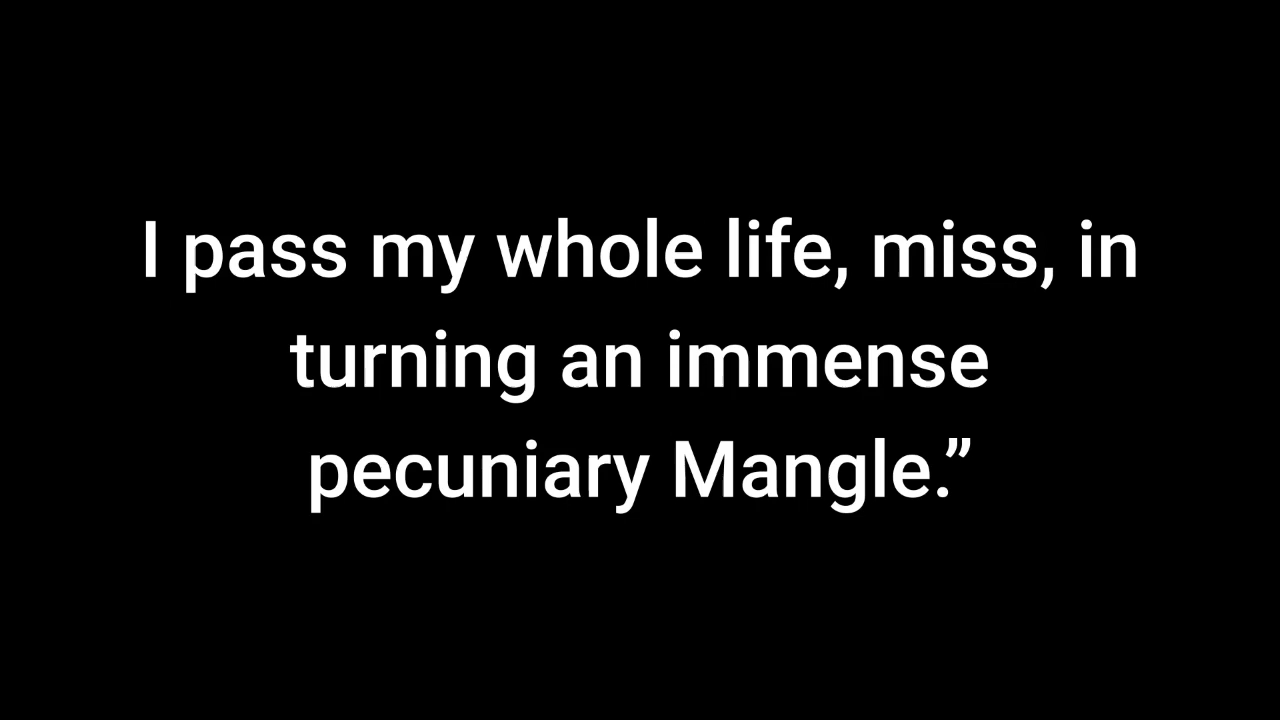 I pass my whole life, miss, in
turning an immense
pecuniary Mangle.”